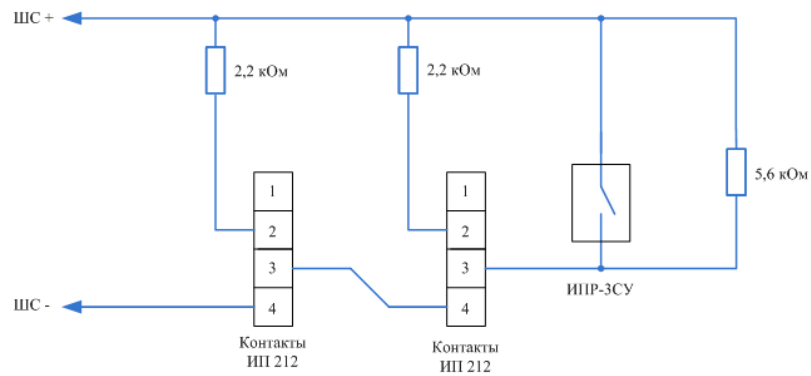 ШС +
2,2 кОм
2,2 кОм
5,6 кОм
1
2
3
4
1
2
3
4
ИПР-3СУ
ШС -
Контакты
ИП 212
Контакты
ИП 212